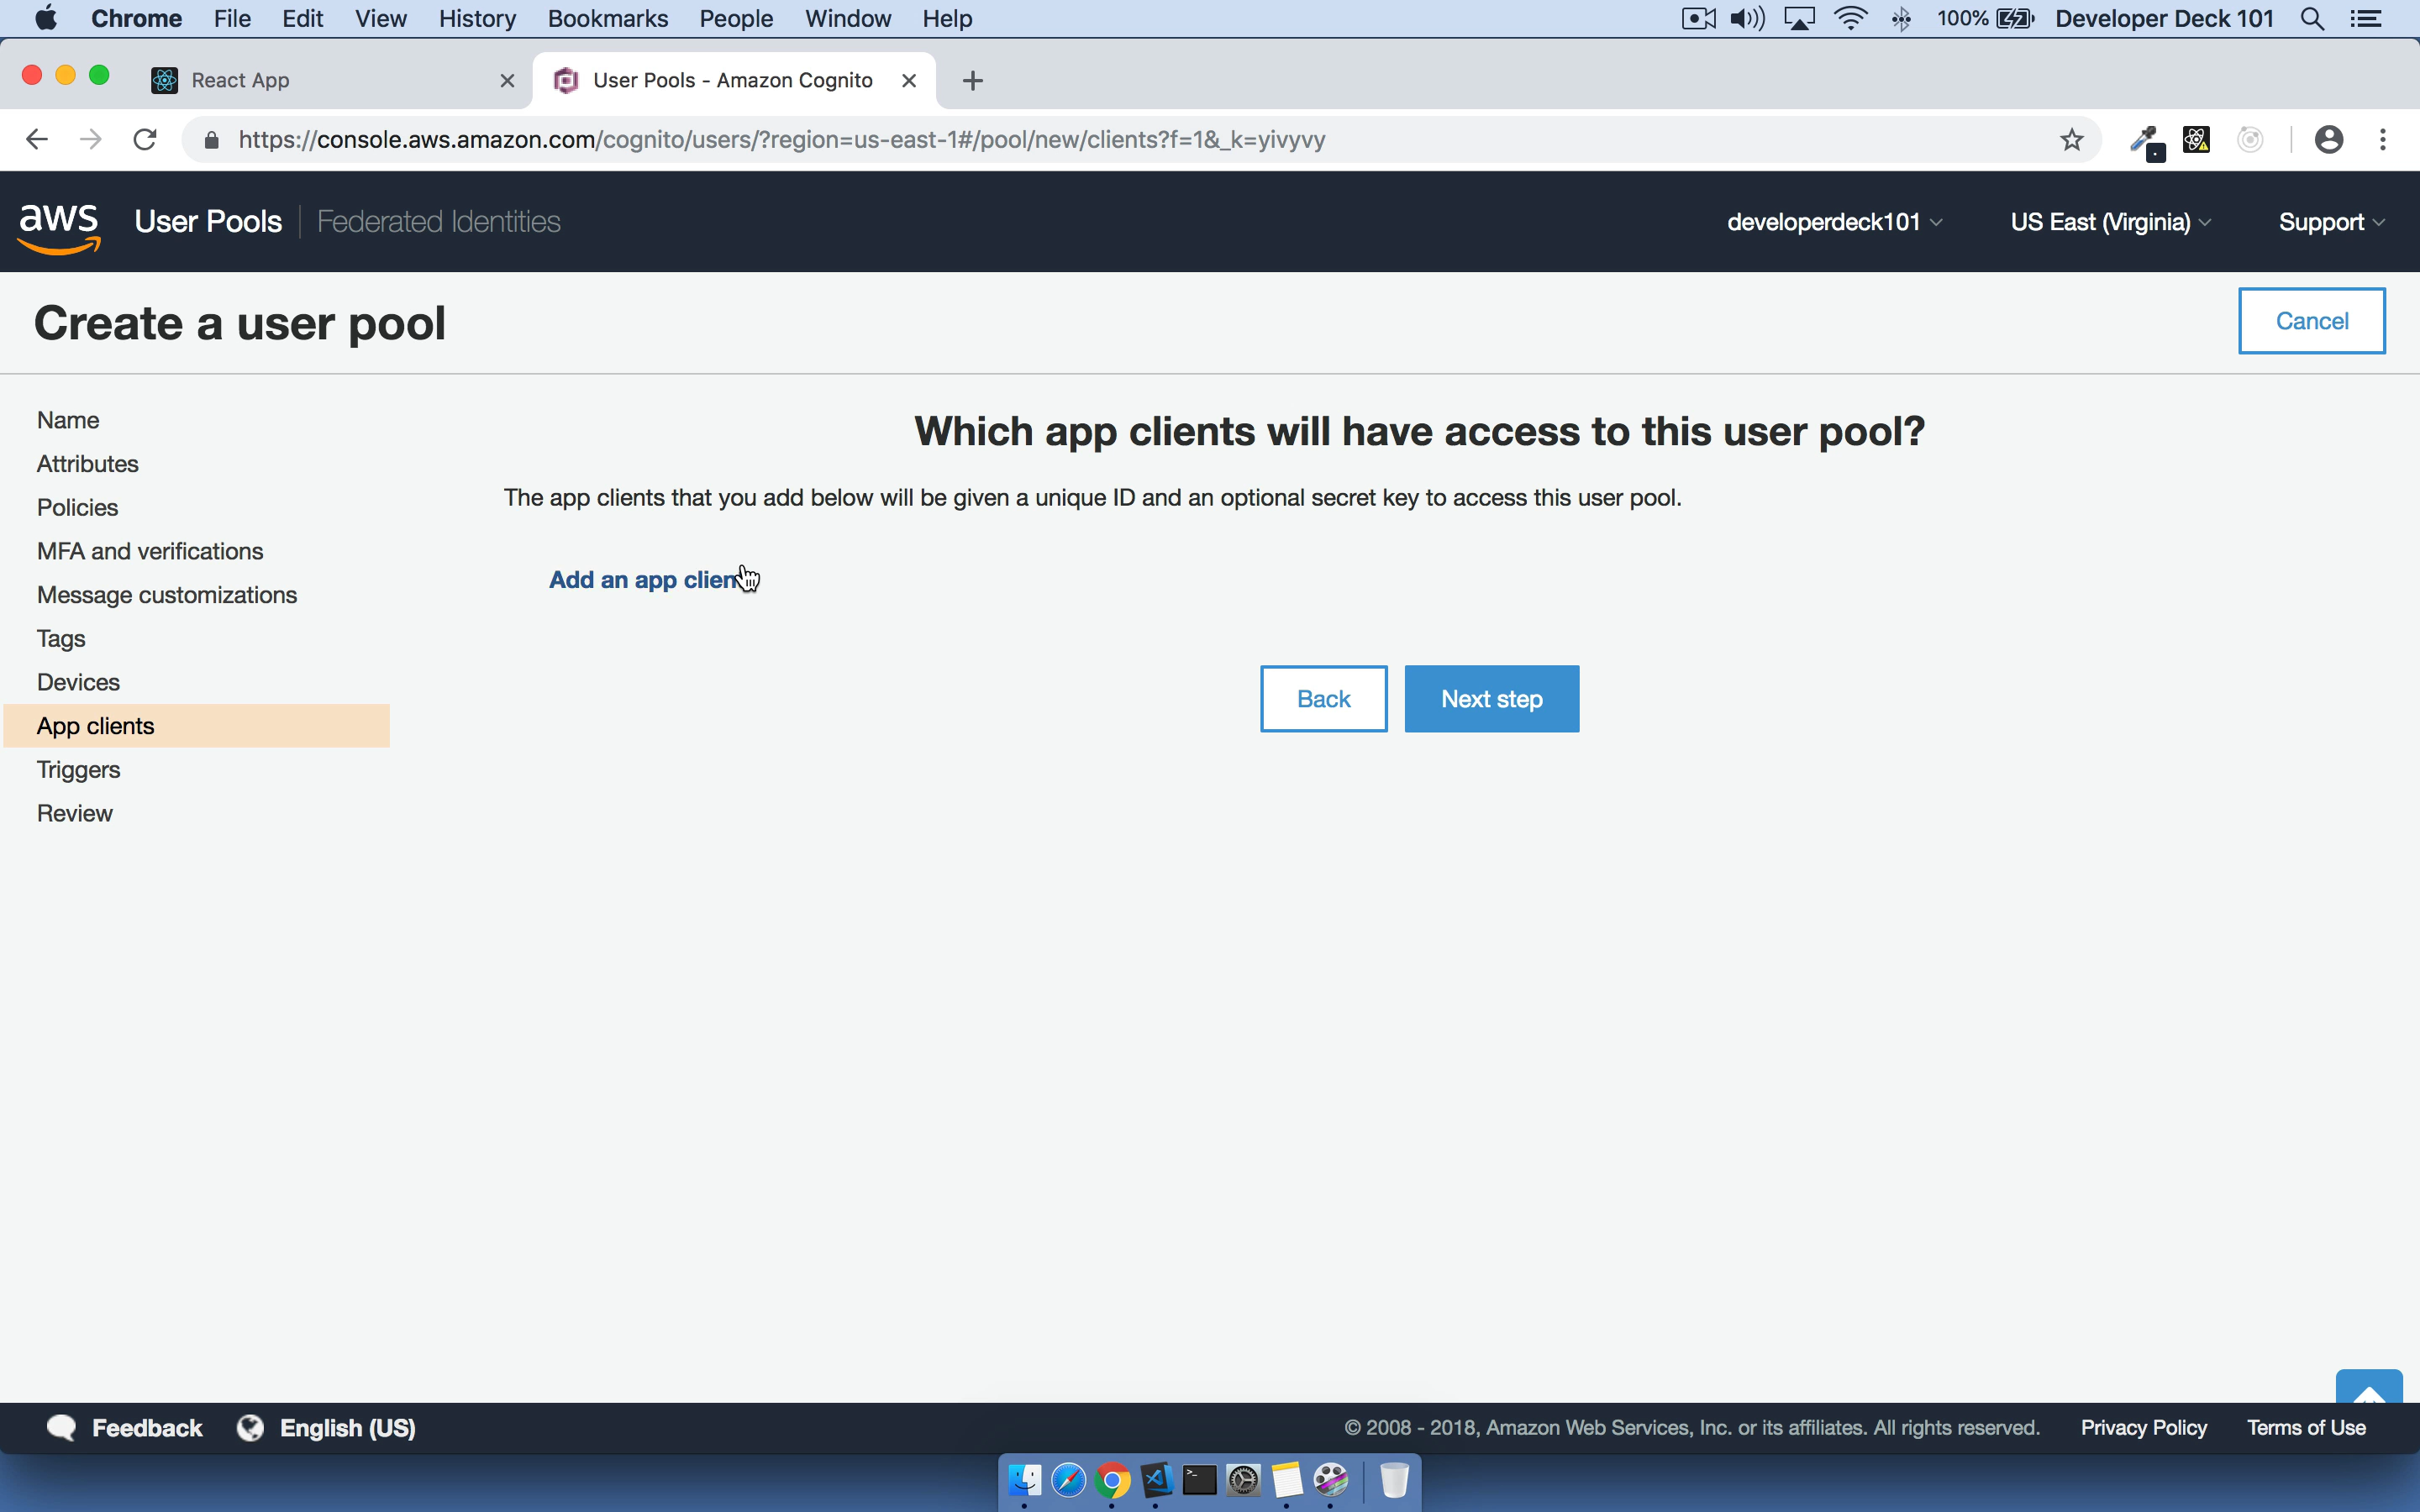 Chrome File Edit View History Bookmarks People Window Help 100% Developer Deck 101
React App User Pools - Amazon Cognito
https://console.aws.amazon.com/cognito/users/?region=us-east-1#/pool/new/clients?f=1&_k=yivyvy
aws User Pools Federated Identities developerdeck101 US East (Virginia) Support
Create a user pool Cancel
Name
Attributes
Policies
MFA and verifications
Message customizations
Tags
Devices
App clients
Triggers
Review
Which app clients will have access to this user pool?
The app clients that you add below will be given a unique ID and an optional secret key to access this user pool.
Add an app clien
Back Next step
Feedback English (US) © 2008 - 2018, Amazon Web Services, Inc. or its affiliates. All rights reserved. Privacy Policy Terms of Use